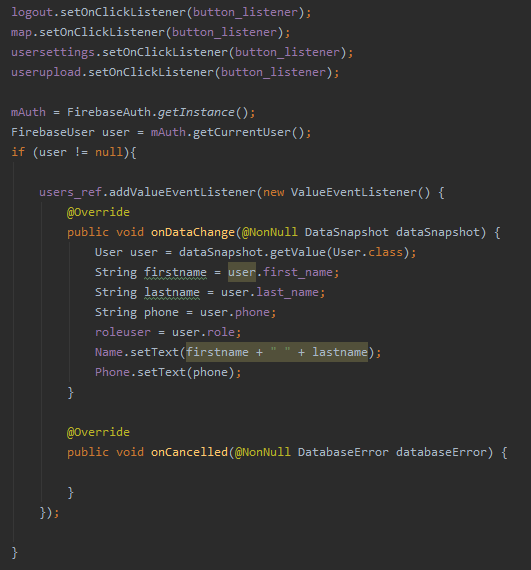 logout.setOnClickListener(button_listener);
map.setOnClickListener(button_listener);
usersettings.setOnClickListener(button_listener);
userupload.setOnClickListener(button_listener);

mAuth = FirebaseAuth.getInstance();
FirebaseUser user = mAuth.getCurrentUser();
if (user != null){

    users_ref.addValueEventListener(new ValueEventListener() {
        @Override
        public void onDataChange(@NonNull DataSnapshot dataSnapshot) {
            User user = dataSnapshot.getValue(User.class);
            String firstname = user.first_name;
            String lastname = user.last_name;
            String phone = user.phone;
            roleuser = user.role;
            Name.setText(firstname + " " + lastname);
            Phone.setText(phone);
        }

        @Override
        public void onCancelled(@NonNull DatabaseError databaseError) {

        }
    });

}